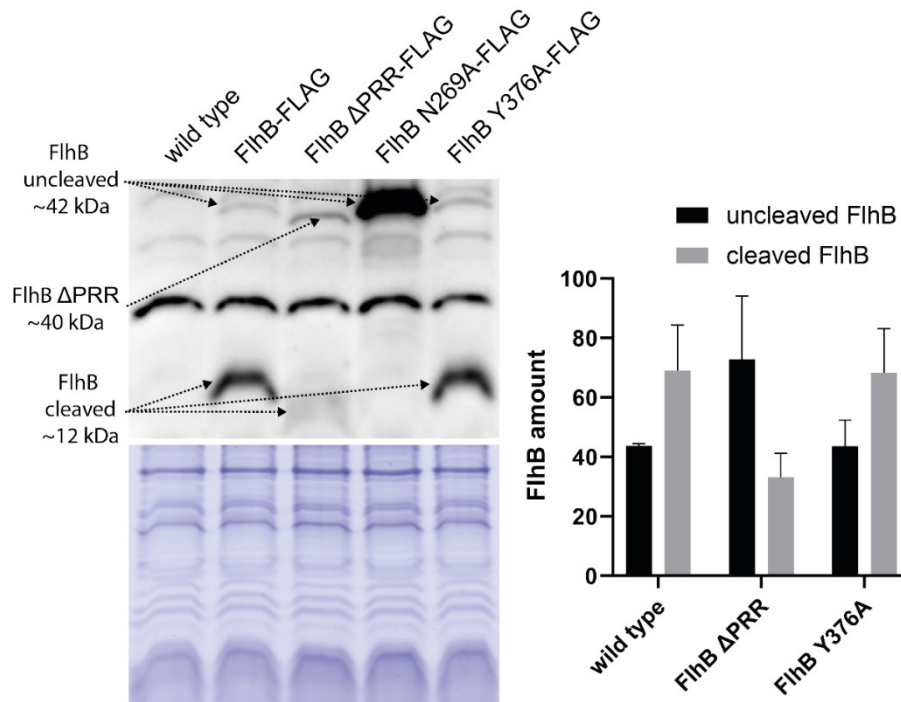 wild type
FlhB-FLAG
FlhB ΔPRR-FLAG
FlhB N269A-FLAG
FlhB Y376A-FLAG
FlhB
uncleaved
~42 kDa
FlhB ΔPRR
~40 kDa
FlhB
cleaved
~12 kDa
uncleaved FlhB
cleaved FlhB
FlhB amount
100
80
60
40
20
0
wild type
FlhB ΔPRR
FlhB Y376A